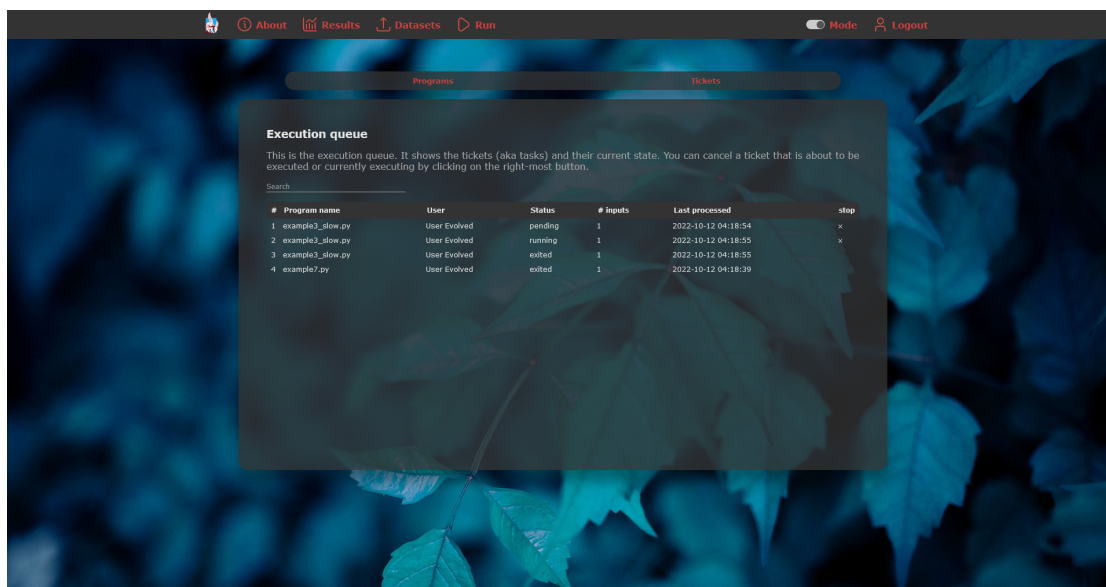 About Results Datasets Run Mode Logout
Programs Tickets
Execution queue
This is the execution queue. It shows the tickets (aka tasks) and their current state. You can cancel a ticket that is about to be
executed or currently executing by clicking on the right-most button.
Search
# Program name User Status # inputs Last processed stop
1 example3_slow.py User Evolved pending 1 2022-10-12 04:18:54 ×
2 example3_slow.py User Evolved running 1 2022-10-12 04:18:55 ×
3 example3_slow.py User Evolved exited 1 2022-10-12 04:18:55
4 example7.py User Evolved exited 1 2022-10-12 04:18:39